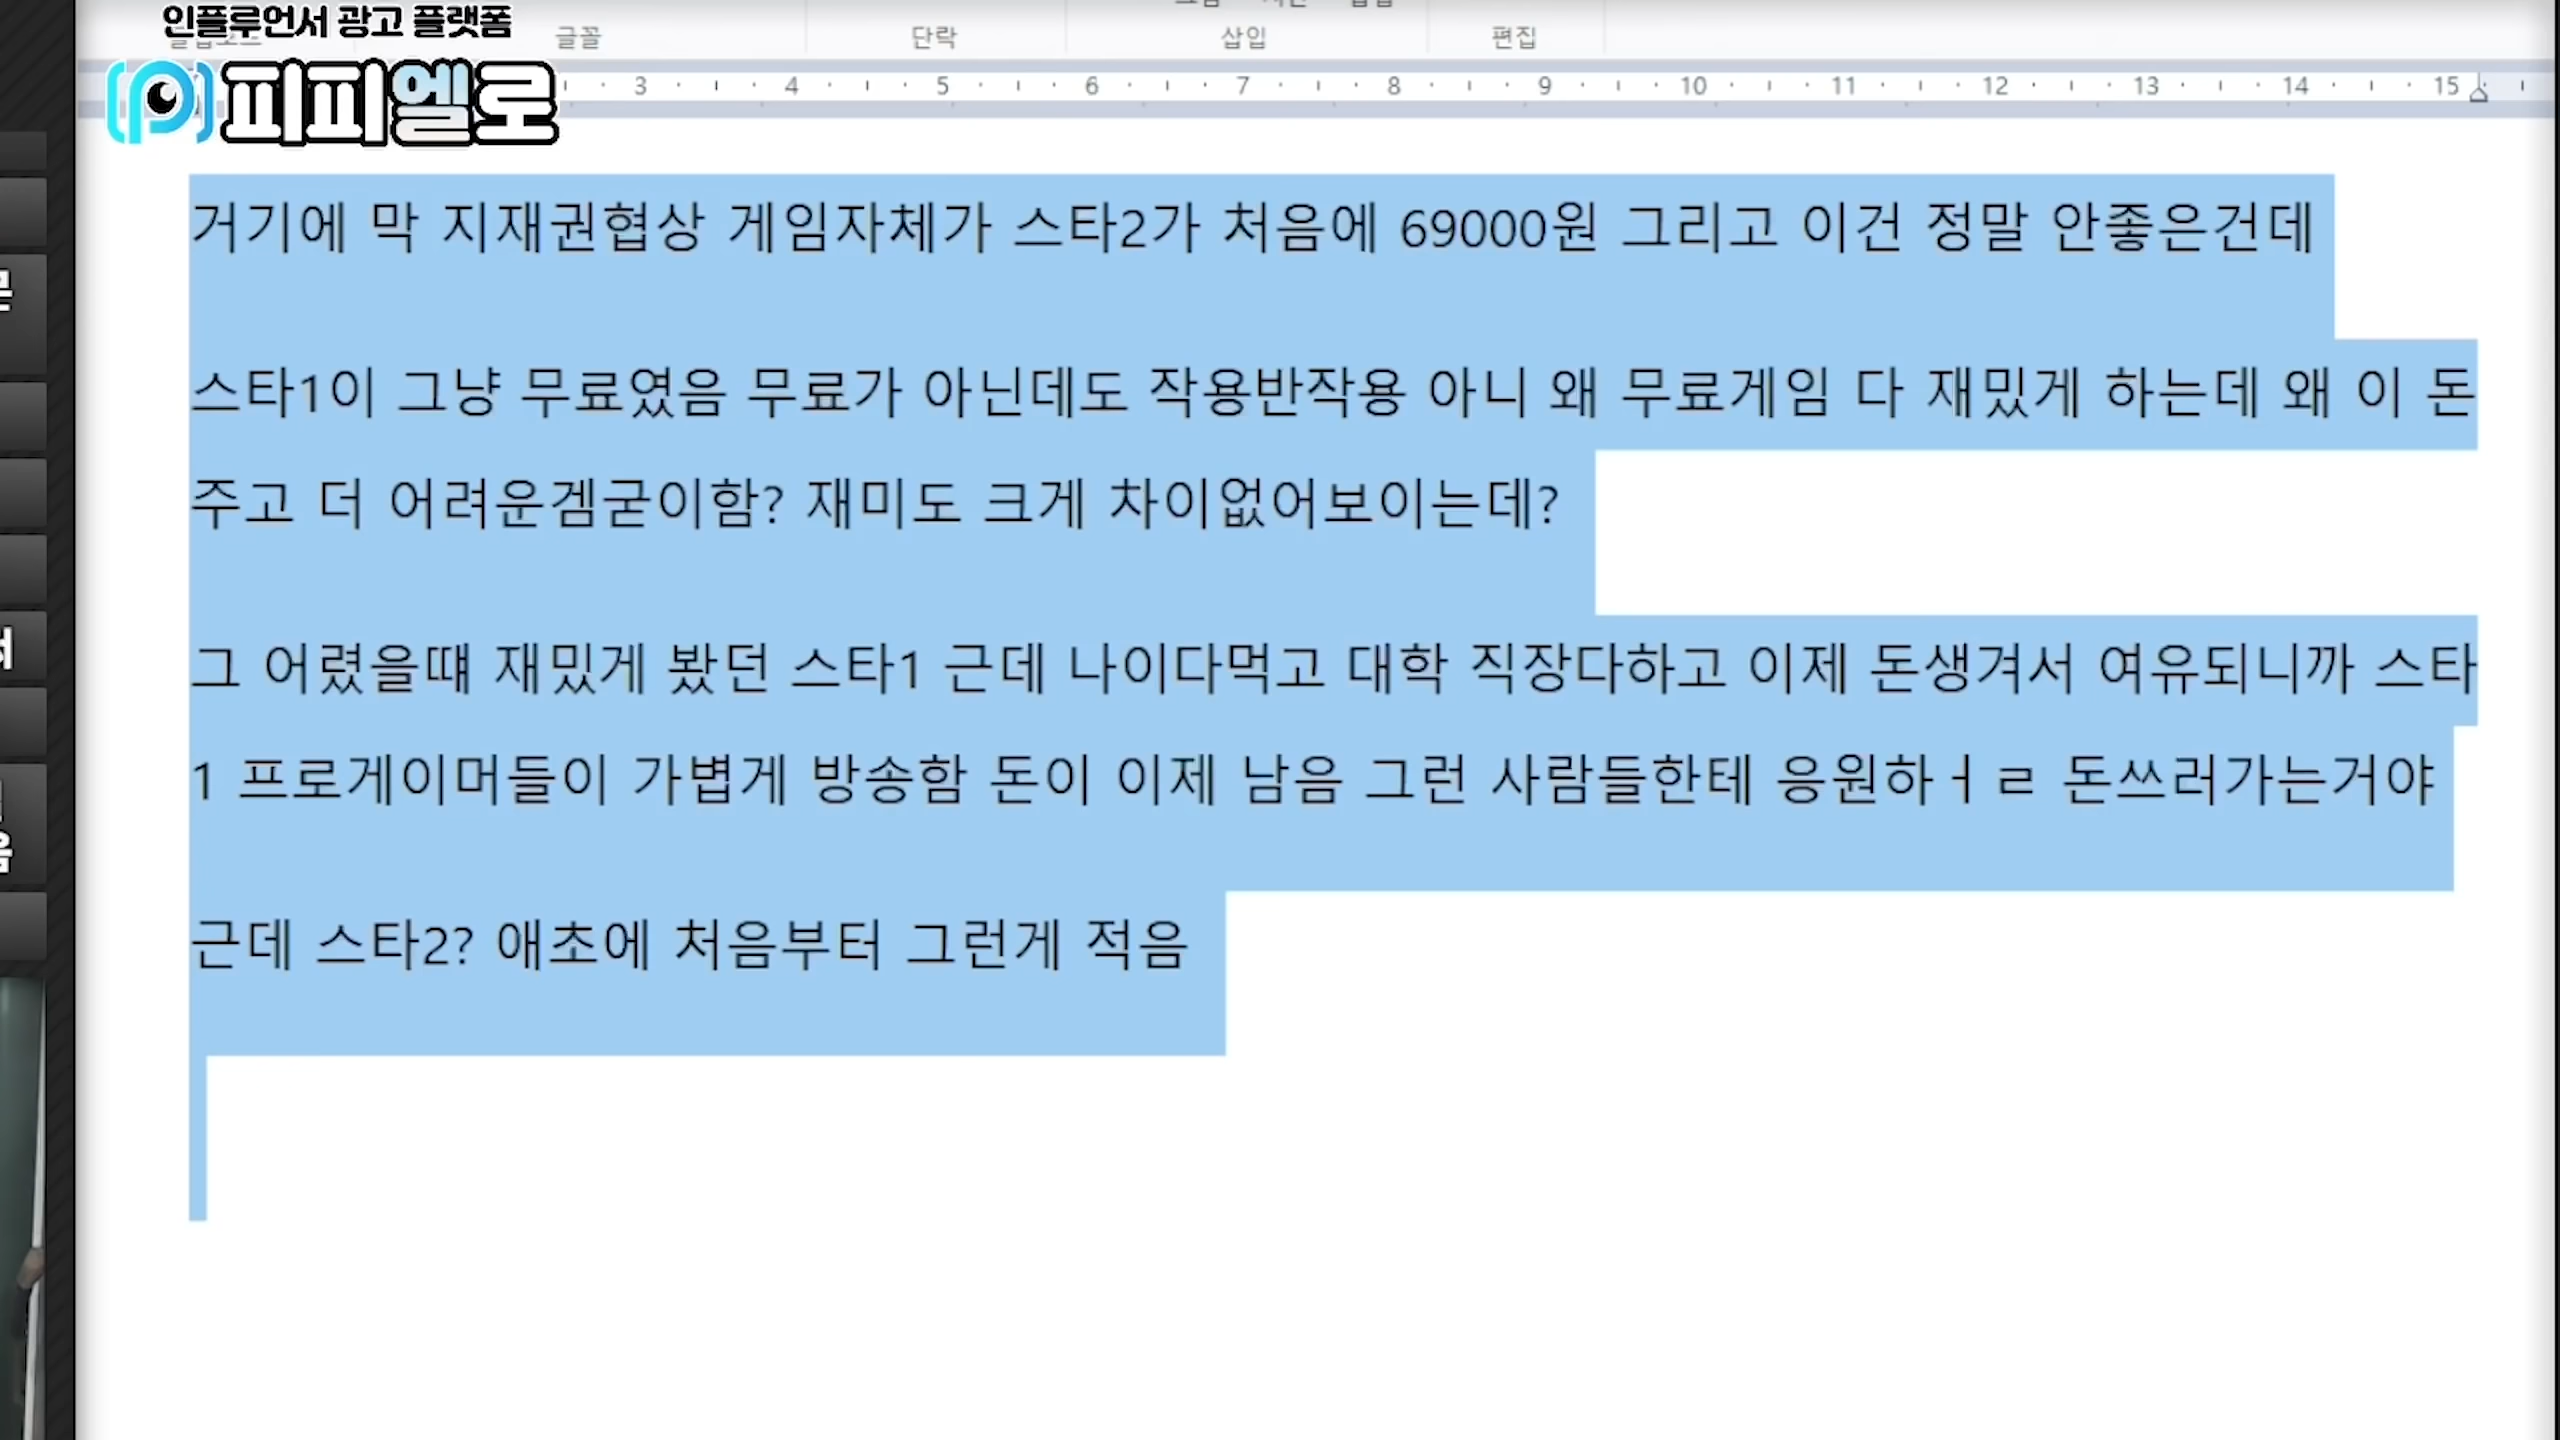 인플루언서 광고 플랫폼
피피엘로
글꼴 단락 삽입 편집
3 4 5 6 7 8 9 10 11 12 13 14 15
거기에 막 지재권협상 게임자체가 스타2가 처음에 69000원 그리고 이건 정말 안좋은건데
스타1이 그냥 무료였음 무료가 아닌데도 작용반작용 아니 왜 무료게임 다 재밌게 하는데 왜 이 돈
주고 더 어려운겜굳이함? 재미도 크게 차이없어보이는데?
그 어렸을떄 재밌게 봤던 스타1 근데 나이다먹고 대학 직장다하고 이제 돈생겨서 여유되니까 스타
1 프로게이머들이 가볍게 방송함 돈이 이제 남음 그런 사람들한테 응원하ㅓㄹ 돈쓰러가는거야
근데 스타2? 애초에 처음부터 그런게 적음
음